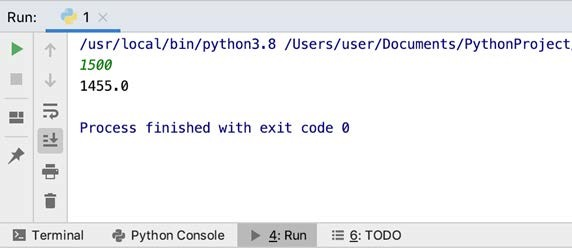 Run: 1
/usr/local/bin/python3.8 /Users/user/Documents/PythonProject
1500
1455.0
Process finished with exit code 0
Terminal Python Console 4: Run 6: TODO